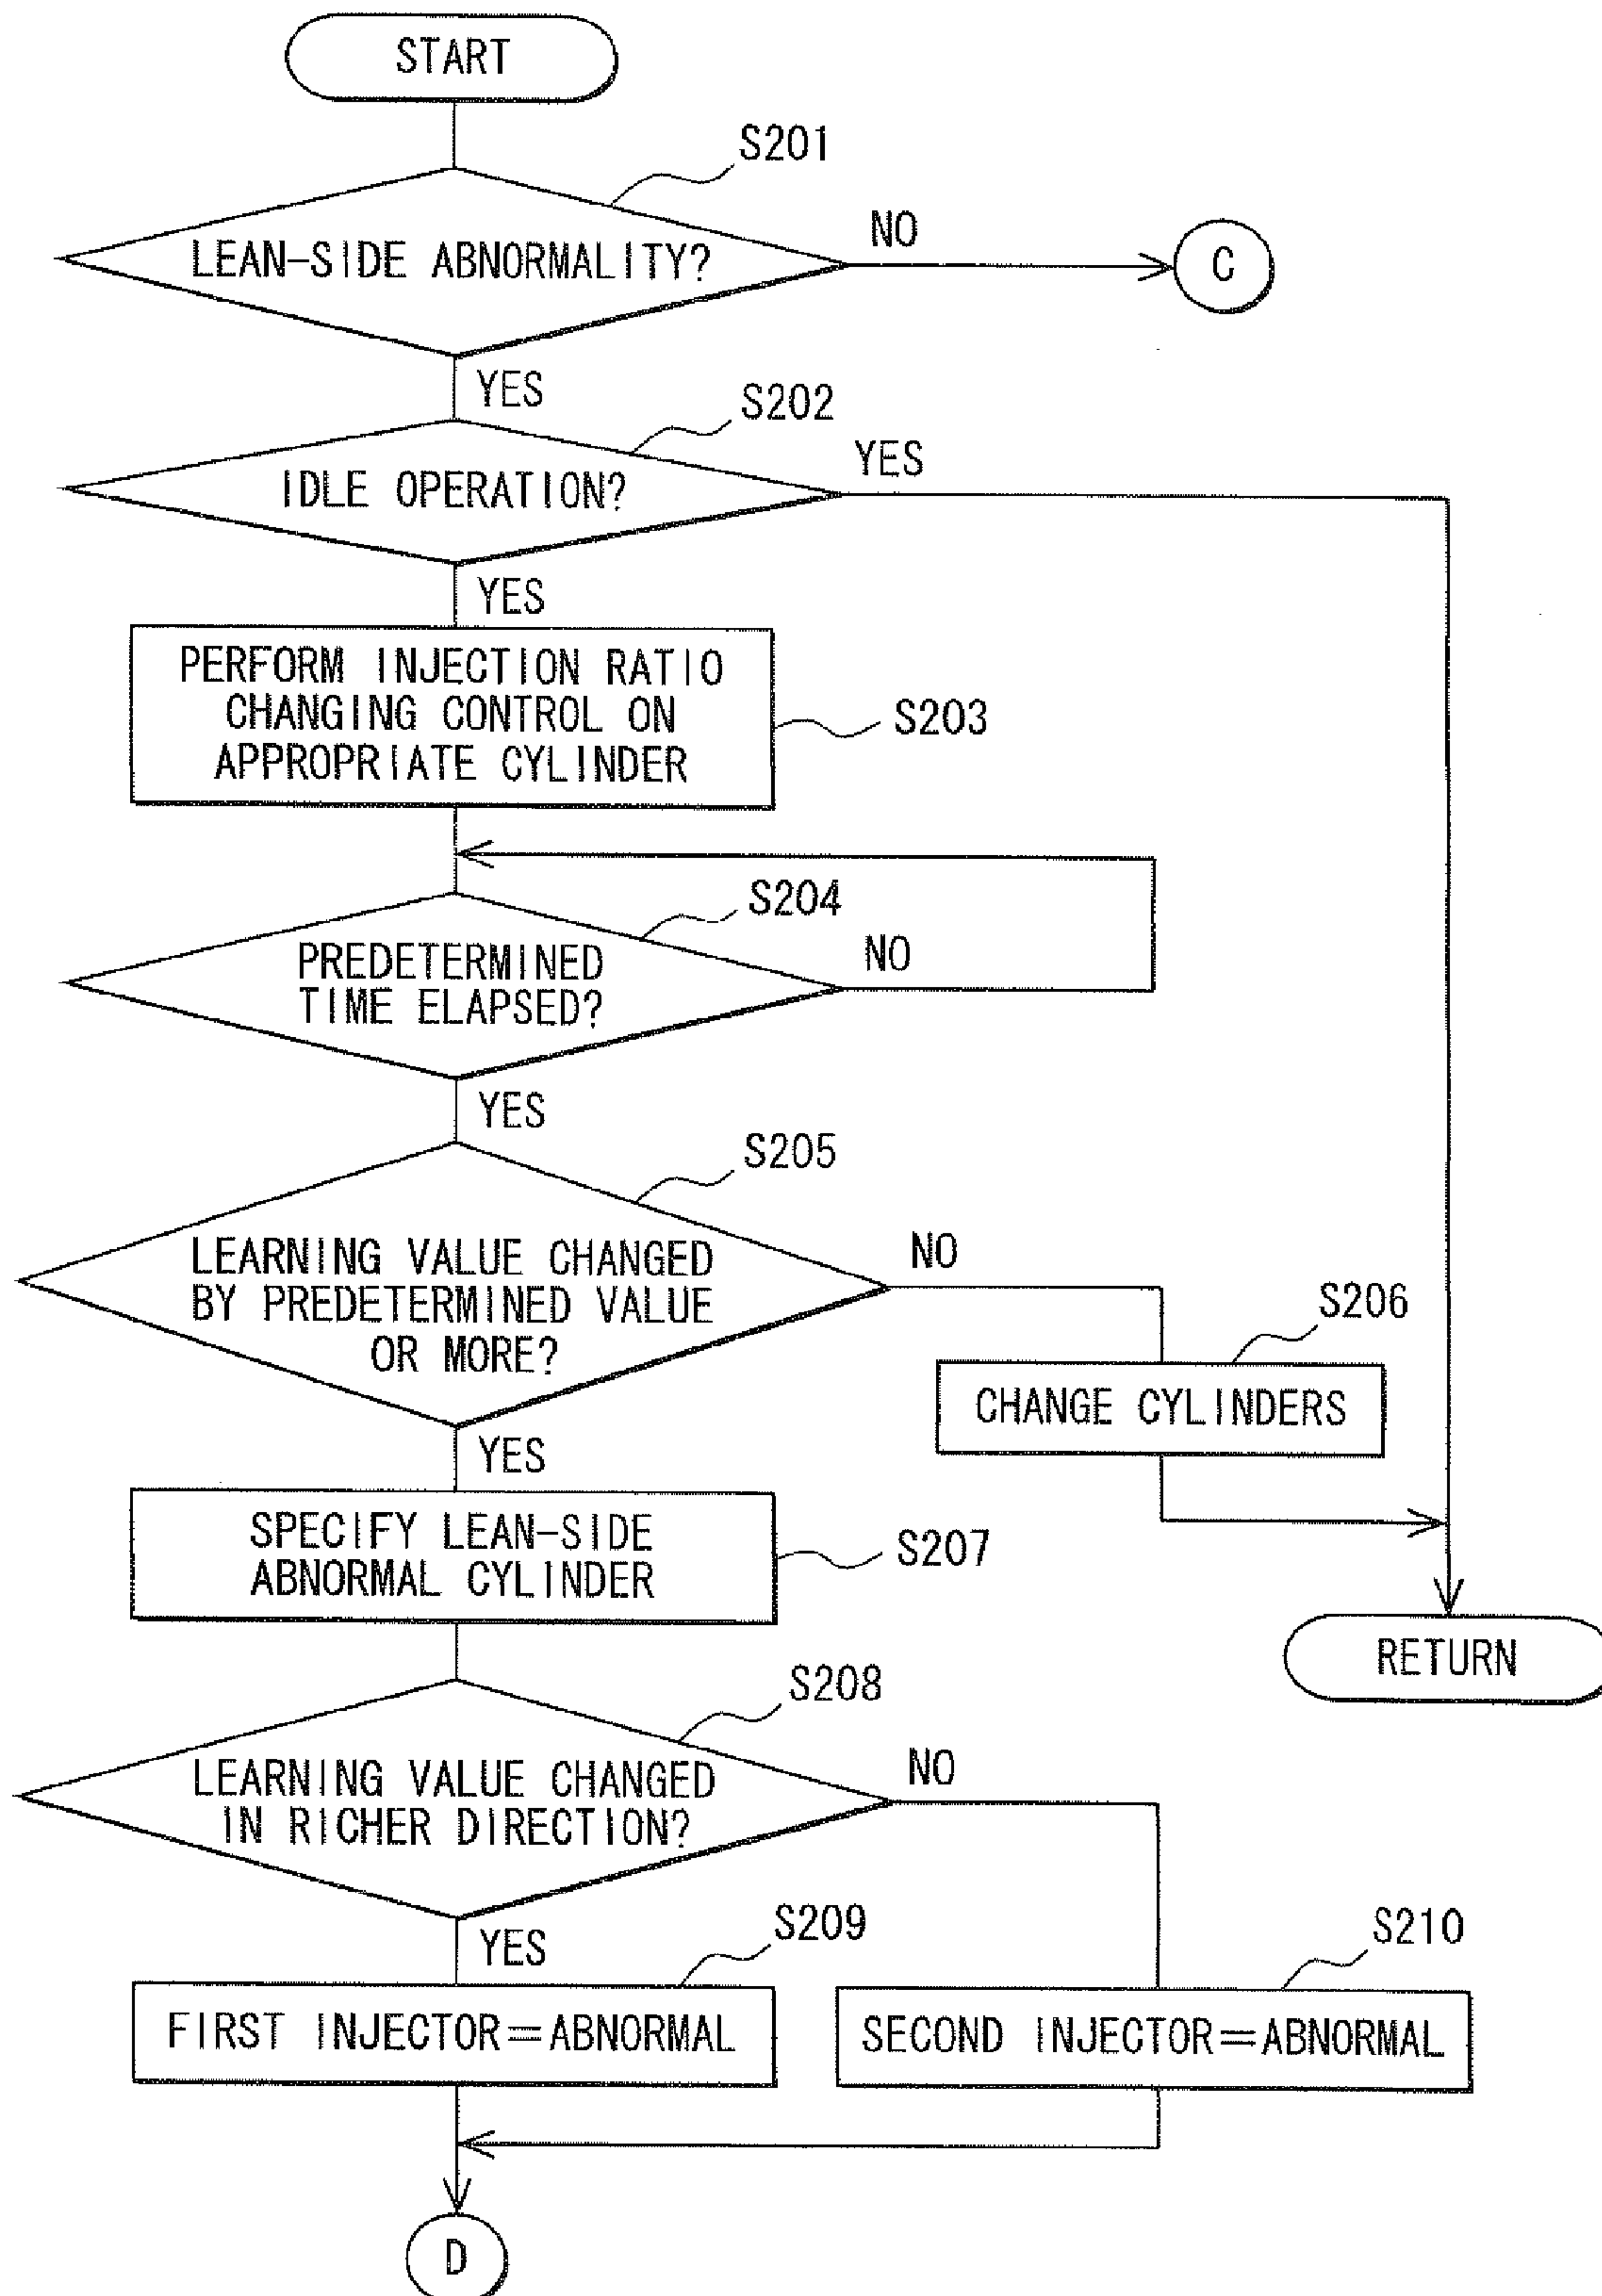 START
S201
LEAN-SIDE ABNORMALITY?
NO
C
YES
S202
IDLE OPERATION?
YES
YES
PERFORM INJECTION RATIO
CHANGING CONTROL ON
APPROPRIATE CYLINDER
S203
S204
PREDETERMINED
TIME ELAPSED?
NO
YES
S205
LEARNING VALUE CHANGED
BY PREDETERMINED VALUE
OR MORE?
NO
S206
CHANGE CYLINDERS
YES
SPECIFY LEAN-SIDE
ABNORMAL CYLINDER
S207
RETURN
S208
LEARNING VALUE CHANGED
IN RICHER DIRECTION?
NO
YES
S209
FIRST INJECTOR=ABNORMAL
S210
SECOND INJECTOR=ABNORMAL
D